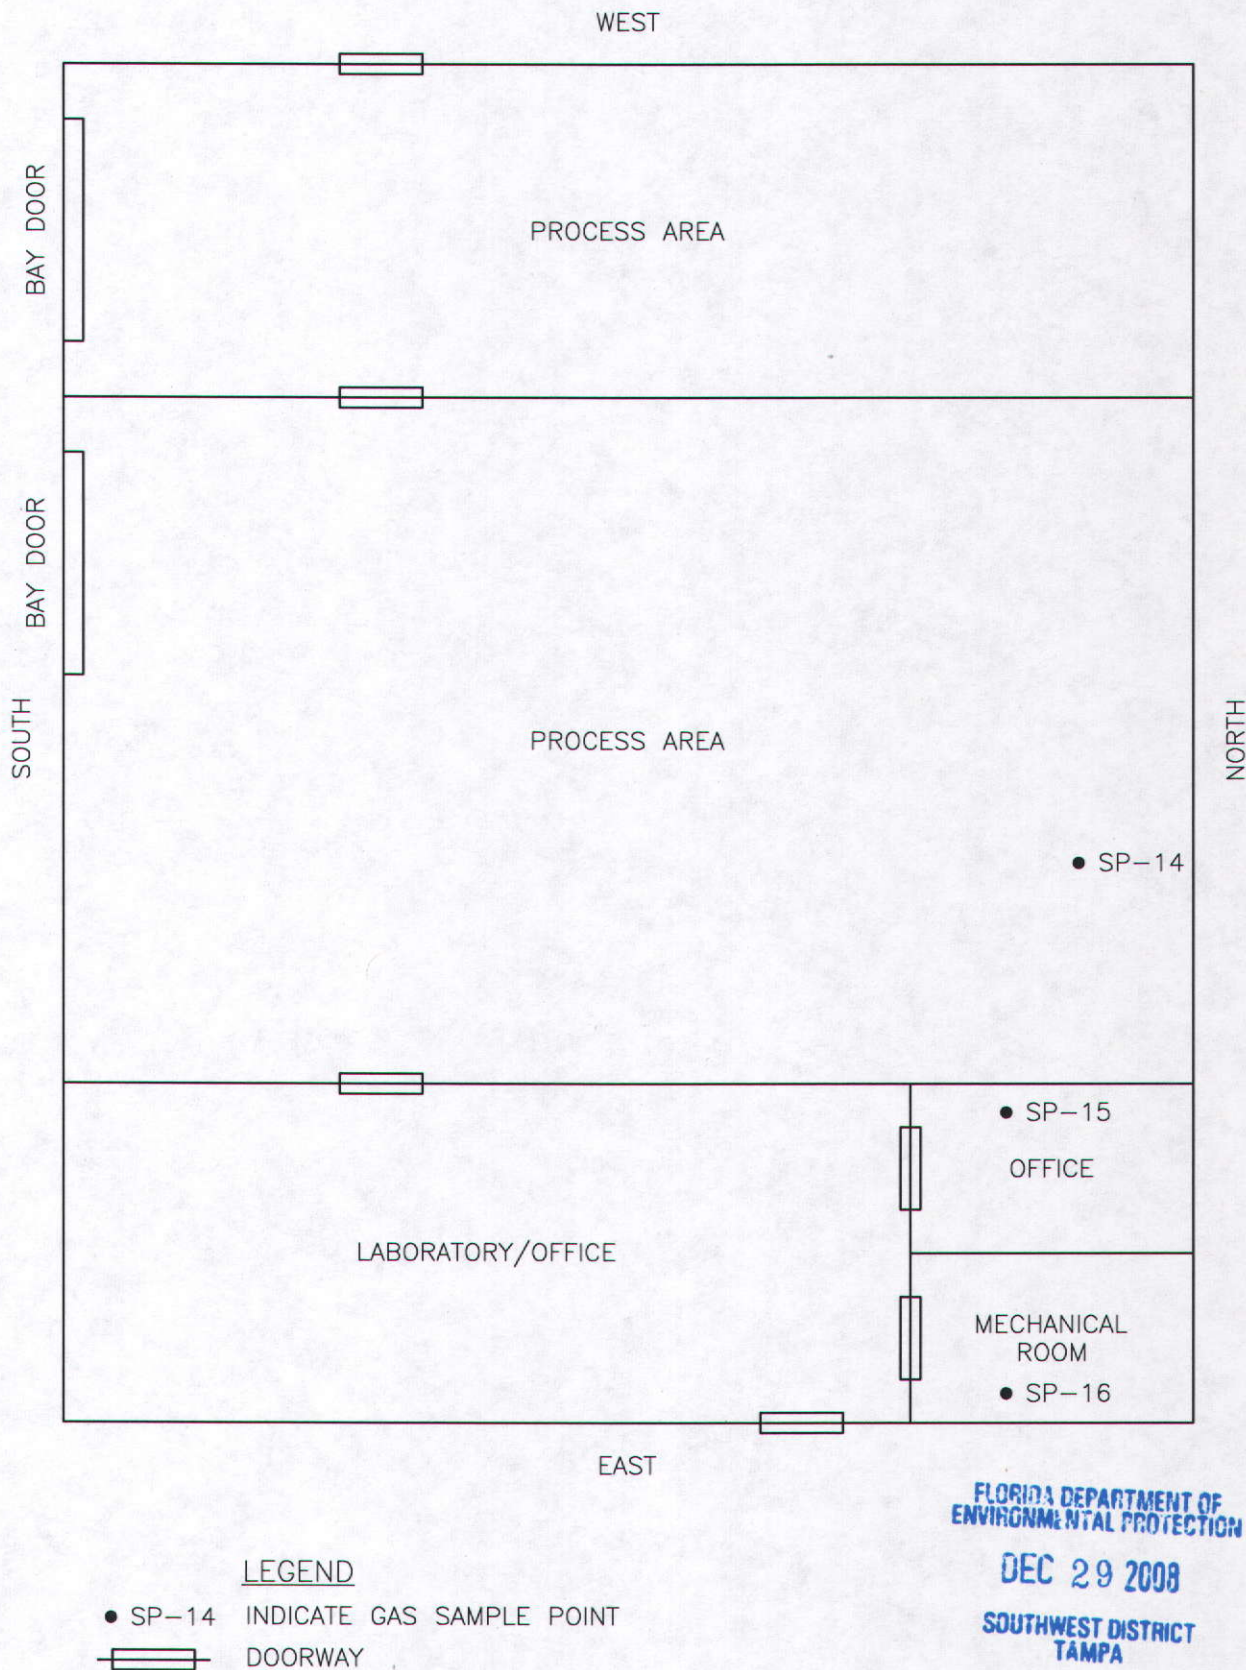 WEST
BAY DOOR
PROCESS AREA
BAY DOOR
SOUTH
PROCESS AREA
NORTH
SP-14
SP-15
OFFICE
LABORATORY/OFFICE
MECHANICAL
ROOM
SP-16
EAST
FLORIDA DEPARTMENT OF
ENVIRONMENTAL PROTECTION
DEC 29 2008
SOUTHWEST DISTRICT
TAMPA
LEGEND
SP-14 INDICATE GAS SAMPLE POINT
DOORWAY